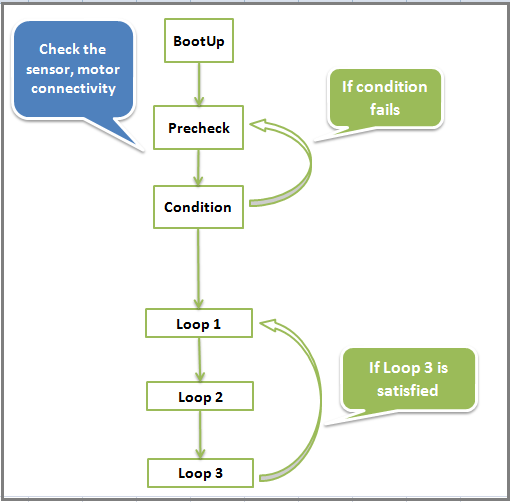 BootUp
Check the
sensor, motor
connectivity
Precheck
If condition
fails
Condition
Loop 1
Loop 2
If Loop 3 is
satisfied
Loop 3